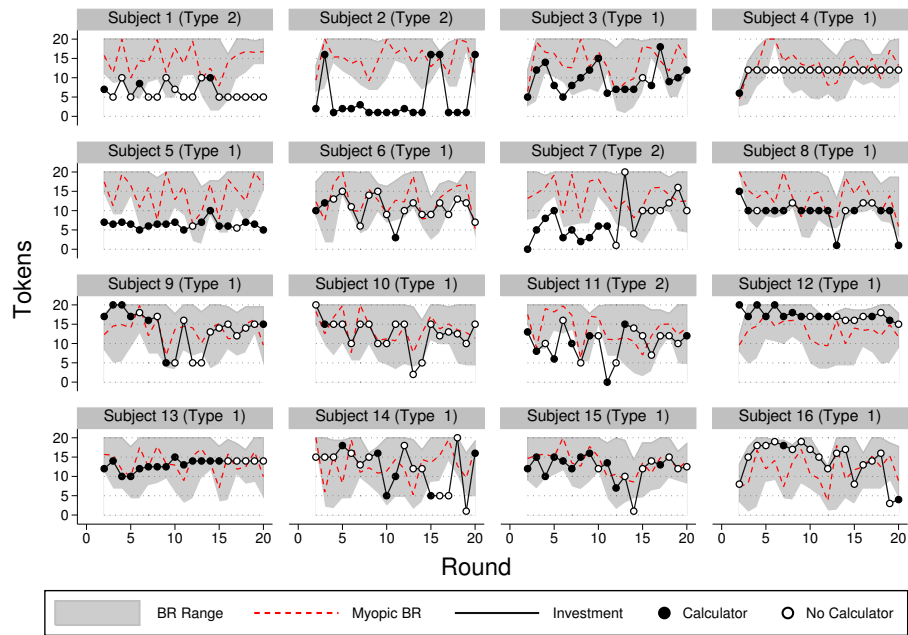 Subject 1 (Type 2) Subject 2 (Type 2) Subject 3 (Type 1) Subject 4 (Type 1)
20
15
10
5
0
Subject 5 (Type 1) Subject 6 (Type 1) Subject 7 (Type 2) Subject 8 (Type 1)
20
15
10
5
0
Tokens
Subject 9 (Type 1) Subject 10 (Type 1) Subject 11 (Type 2) Subject 12 (Type 1)
20
15
10
5
0
Subject 13 (Type 1) Subject 14 (Type 1) Subject 15 (Type 1) Subject 16 (Type 1)
20
15
10
5
0
0 5 10 15 20 0 5 10 15 20 0 5 10 15 20 0 5 10 15 20
Round
BR Range Myopic BR Investment Calculator No Calculator